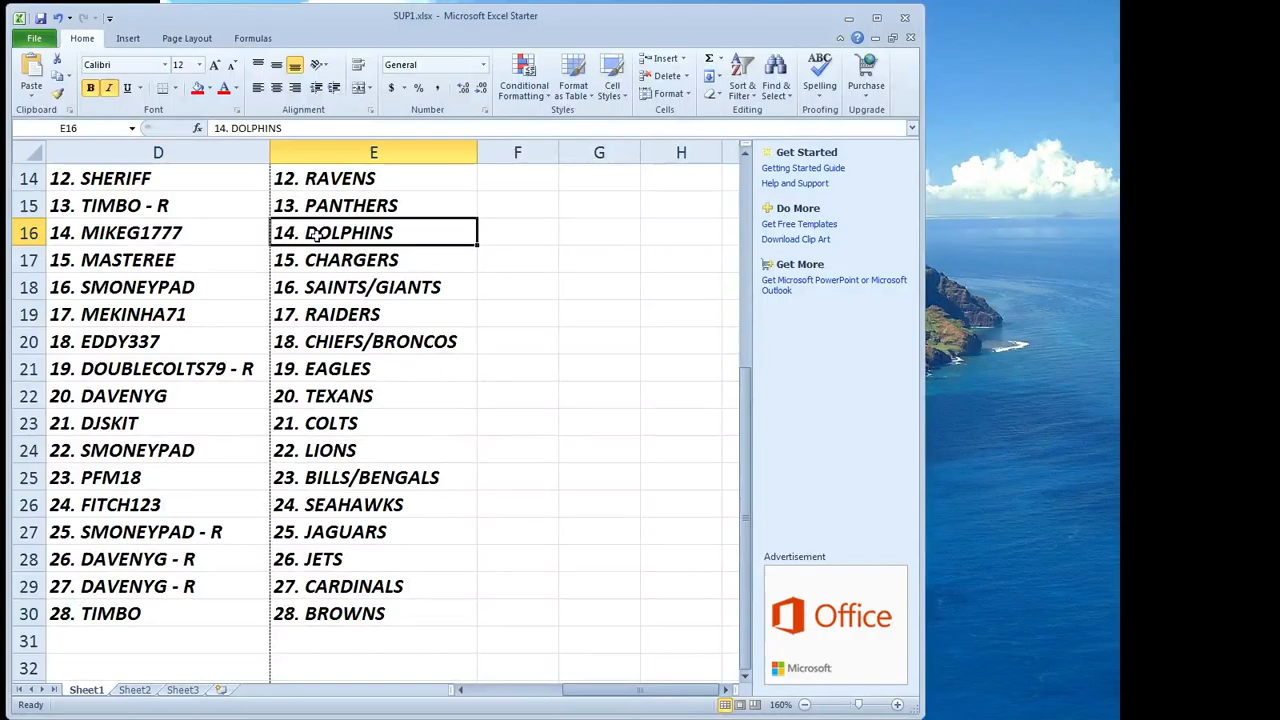 SUP1.xlsx - Microsoft Excel Starter
File Home Insert Page Layout Formulas
Paste
Calibri 12
B I U
General
$ % ,
Conditional Formatting
Format as Table
Cell Styles
Insert
Delete
Format
Sort & Filter
Find & Select
Spelling
Purchase
Clipboard Font Alignment Number Styles Cells Editing Proofing Upgrade
E16 fx 14. DOLPHINS
D E F G H
14 12. SHERIFF 12. RAVENS
15 13. TIMBO - R 13. PANTHERS
16 14. MIKEG1777 14. DOLPHINS
17 15. MASTEREE 15. CHARGERS
18 16. SMONEYPAD 16. SAINTS/GIANTS
19 17. MEKINHA71 17. RAIDERS
20 18. EDDY337 18. CHIEFS/BRONCOS
21 19. DOUBLECOLTS79 - R 19. EAGLES
22 20. DAVENYG 20. TEXANS
23 21. DJSKIT 21. COLTS
24 22. SMONEYPAD 22. LIONS
25 23. PFM18 23. BILLS/BENGALS
26 24. FITCH123 24. SEAHAWKS
27 25. SMONEYPAD - R 25. JAGUARS
28 26. DAVENYG - R 26. JETS
29 27. DAVENYG - R 27. CARDINALS
30 28. TIMBO 28. BROWNS
31
32
Sheet1 Sheet2 Sheet3
Ready 160%
Get Started
Getting Started Guide
Help and Support
Do More
Get Free Templates
Download Clip Art
Get More
Get Microsoft PowerPoint or Microsoft
Outlook
Advertisement
Office
Microsoft